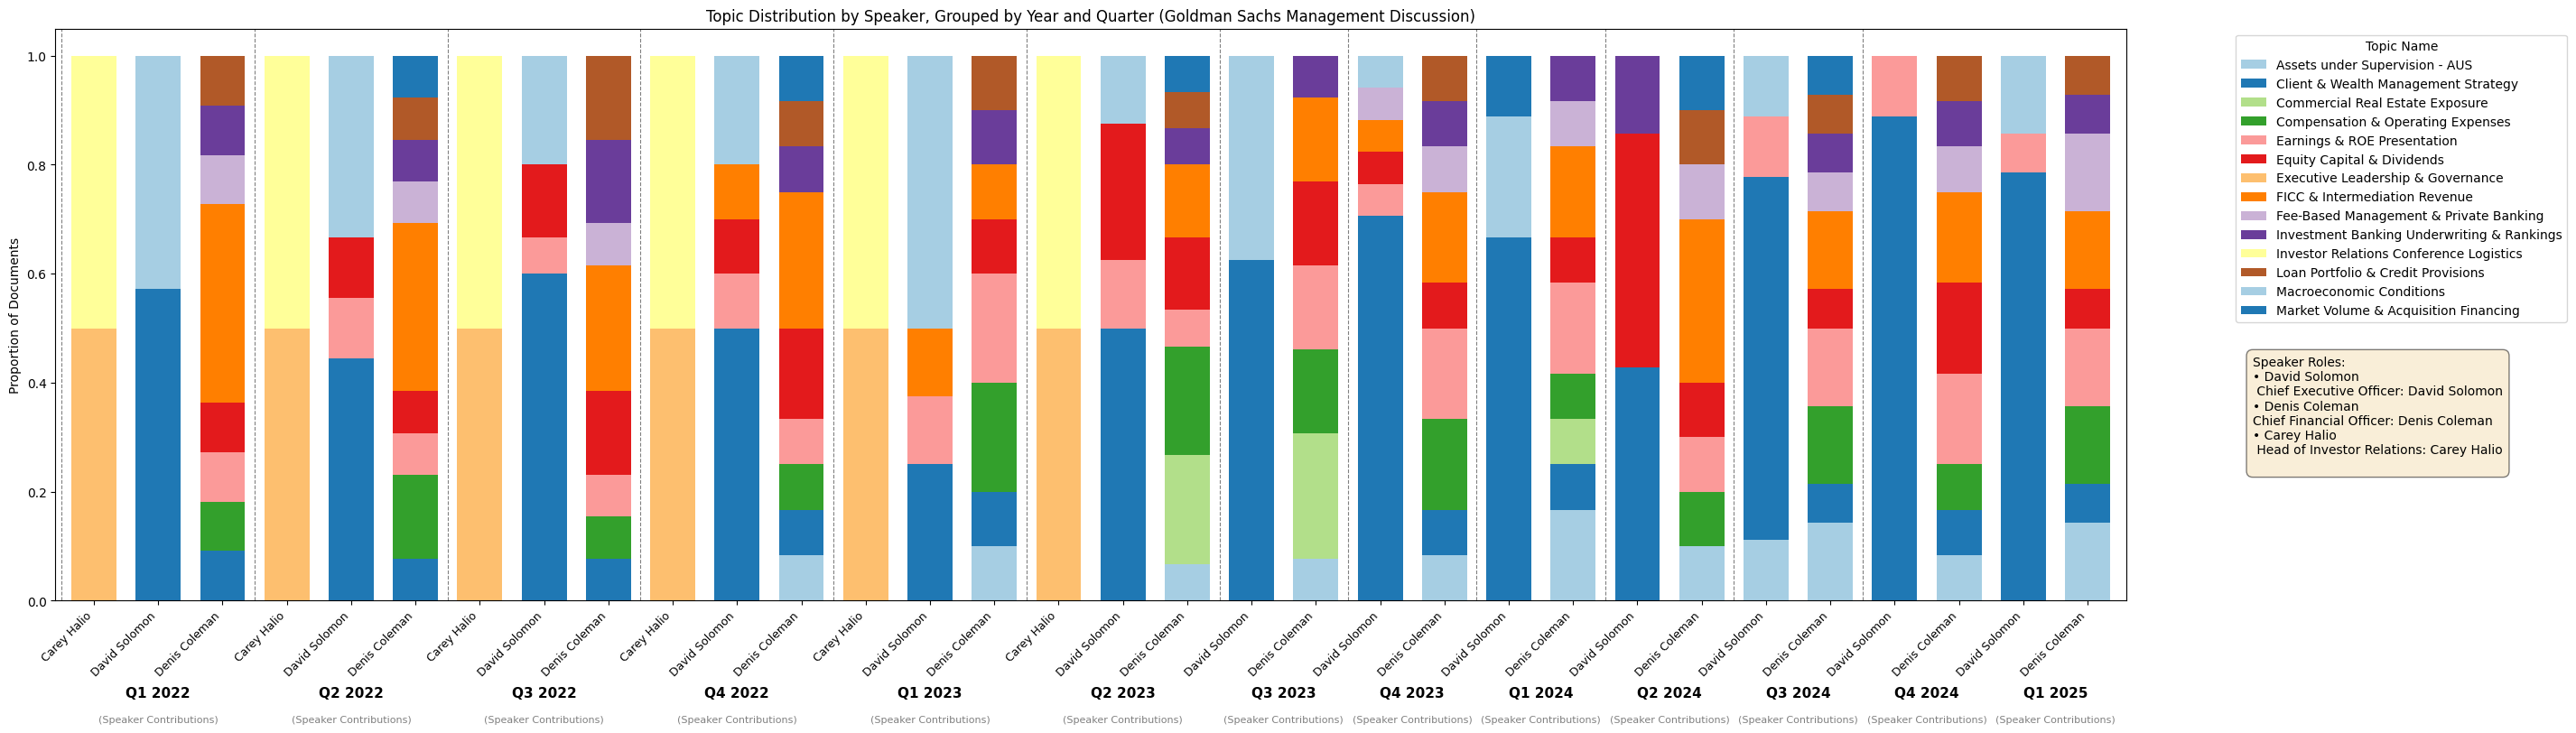 Topic Distribution by Speaker, Grouped by Year and Quarter (Goldman Sachs Management Discussion)
Proportion of Documents
1.0
0.8
0.6
0.4
0.2
0.0
Carey Halio
David Solomon
Denis Coleman
Carey Halio
David Solomon
Denis Coleman
Carey Halio
David Solomon
Denis Coleman
Carey Halio
David Solomon
Denis Coleman
Carey Halio
David Solomon
Denis Coleman
Carey Halio
David Solomon
Denis Coleman
David Solomon
Denis Coleman
David Solomon
Denis Coleman
David Solomon
Denis Coleman
David Solomon
Denis Coleman
David Solomon
Denis Coleman
David Solomon
Denis Coleman
David Solomon
Denis Coleman
Q1 2022
Q2 2022
Q3 2022
Q4 2022
Q1 2023
Q2 2023
Q3 2023
Q4 2023
Q1 2024
Q2 2024
Q3 2024
Q4 2024
Q1 2025
(Speaker Contributions)
(Speaker Contributions)
(Speaker Contributions)
(Speaker Contributions)
(Speaker Contributions)
(Speaker Contributions)
(Speaker Contributions)
(Speaker Contributions)
(Speaker Contributions)
(Speaker Contributions)
(Speaker Contributions)
(Speaker Contributions)
(Speaker Contributions)
Topic Name
Assets under Supervision - AUS
Client & Wealth Management Strategy
Commercial Real Estate Exposure
Compensation & Operating Expenses
Earnings & ROE Presentation
Equity Capital & Dividends
Executive Leadership & Governance
FICC & Intermediation Revenue
Fee-Based Management & Private Banking
Investment Banking Underwriting & Rankings
Investor Relations Conference Logistics
Loan Portfolio & Credit Provisions
Macroeconomic Conditions
Market Volume & Acquisition Financing
Speaker Roles:
• David Solomon
Chief Executive Officer: David Solomon
• Denis Coleman
Chief Financial Officer: Denis Coleman
• Carey Halio
Head of Investor Relations: Carey Halio